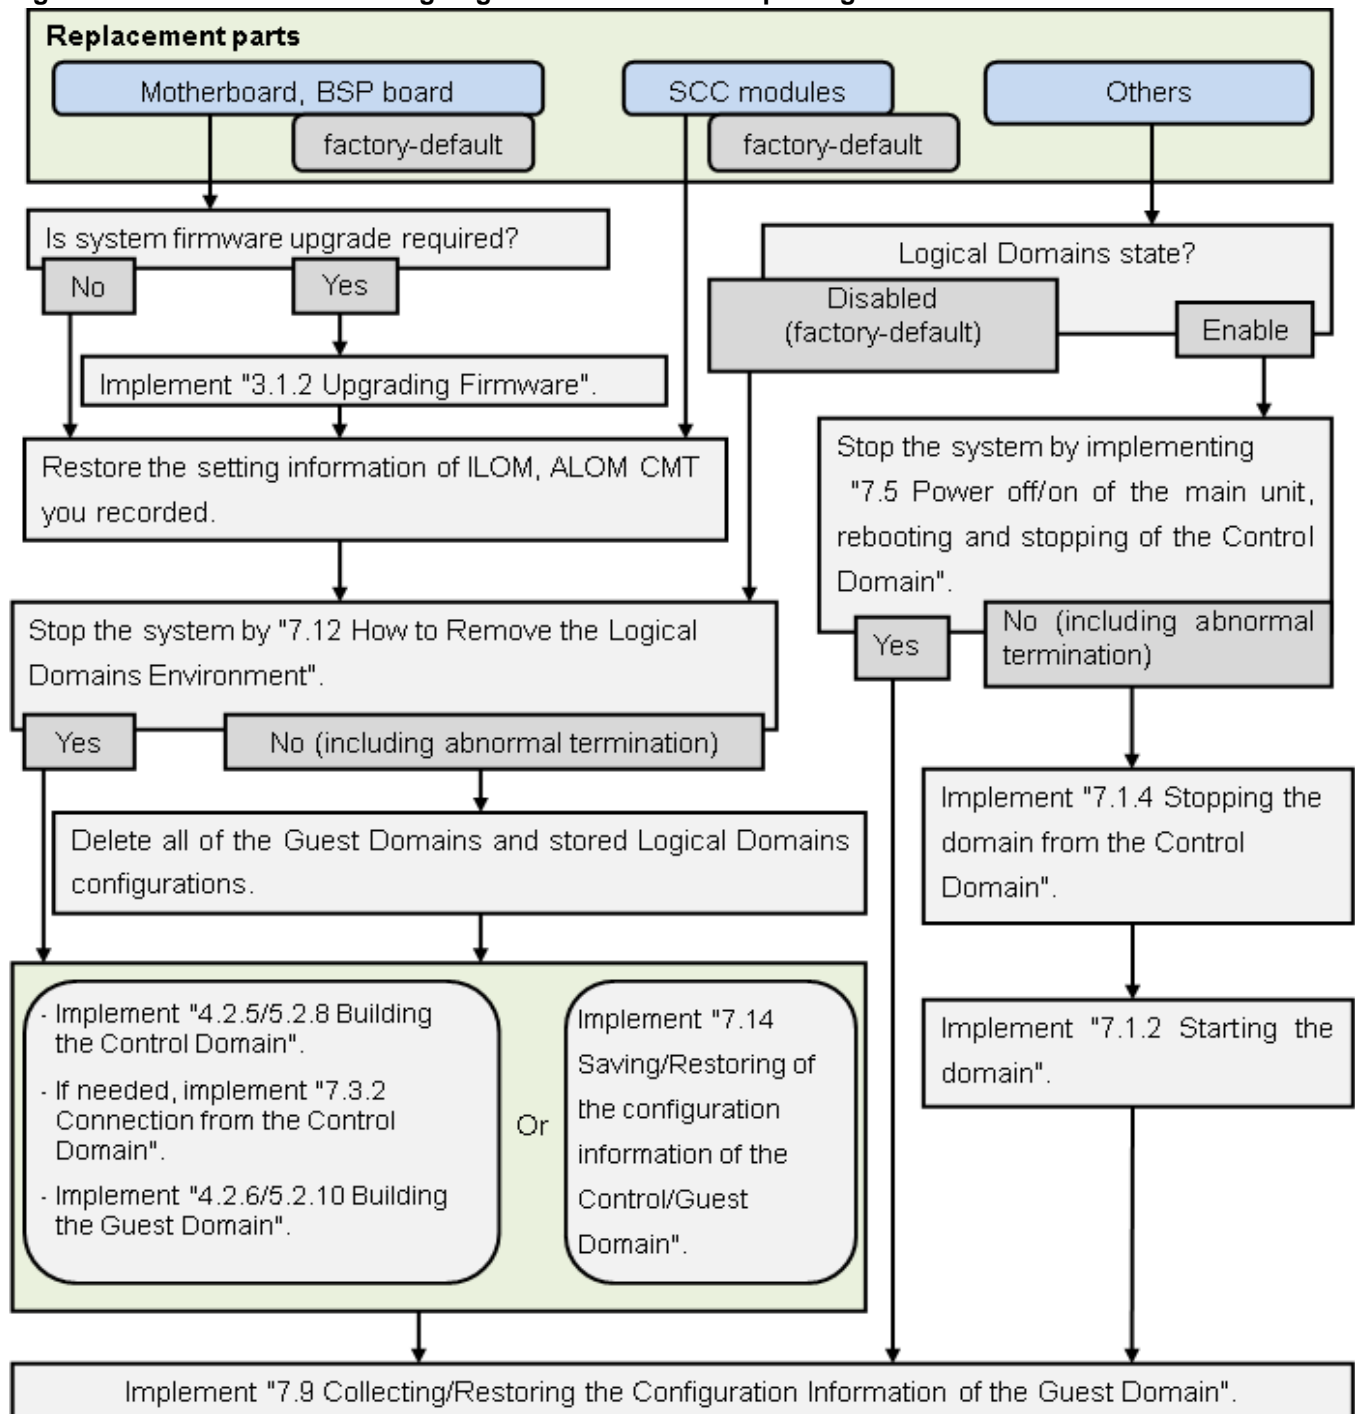 Replacement parts
Motherboard, BSP board
SCC modules
Others
factory-default
factory-default
Is system firmware upgrade required?
No
Yes
Logical Domains state?
Disabled
(factory-default)
Enable
Implement "3.1.2 Upgrading Firmware".
Restore the setting information of ILOM, ALOM CMT
you recorded.
Stop the system by implementing
"7.5 Power off/on of the main unit,
rebooting and stopping of the Control
Domain".
Yes
No (including abnormal
termination)
Stop the system by "7.12 How to Remove the Logical
Domains Environment".
Yes
No (including abnormal termination)
Implement "7.1.4 Stopping the
domain from the Control
Domain".
Delete all of the Guest Domains and stored Logical Domains
configurations.
- Implement "4.2.5/5.2.8 Building
the Control Domain".
- If needed, implement "7.3.2
Connection from the Control
Domain".
- Implement "4.2.6/5.2.10 Building
the Guest Domain".
Or
Implement "7.14
Saving/Restoring of
the configuration
information of the
Control/Guest
Domain".
Implement "7.1.2 Starting the
domain".
Implement "7.9 Collecting/Restoring the Configuration Information of the Guest Domain".